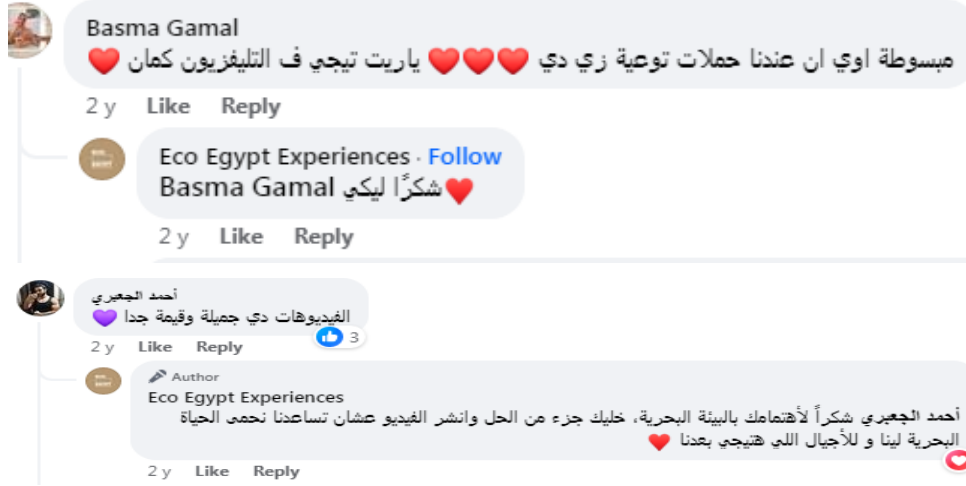 Basma Gamal
مبسوطة اوي ان عندنا حملات توعية زي دي ❤❤❤❤ ياريت تيجي ف التليفزيون كمان ❤
2 y Like Reply
Eco Egypt Experiences · Follow
Basma Gamal شكرًا ليكي❤
2 y Like Reply
أحمد الجعبري
الفيديوهات دي جميلة وقيمة جدا 💜
3
2 y Like Reply
Author
Eco Egypt Experiences
أحمد الجعبري شكراً لأهتمامك بالبيئة البحرية، خليك جزء من الحل وانشر الفيديو عشان تساعدنا نحمى الحياة
البحرية لينا و للأجيال اللي هتيجي بعدنا ❤
2 y Like Reply